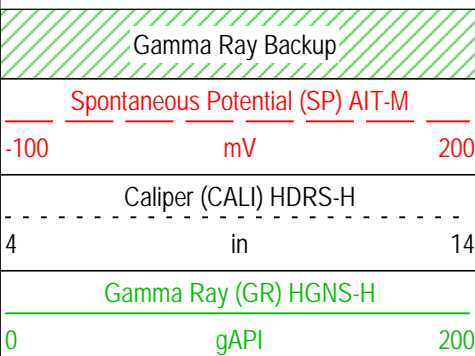 Gamma Ray Backup
Spontaneous Potential (SP) AIT-M
-100 mV 200
Caliper (CALI) HDRS-H
4 in 14
Gamma Ray (GR) HGNS-H
0 gAPI 200